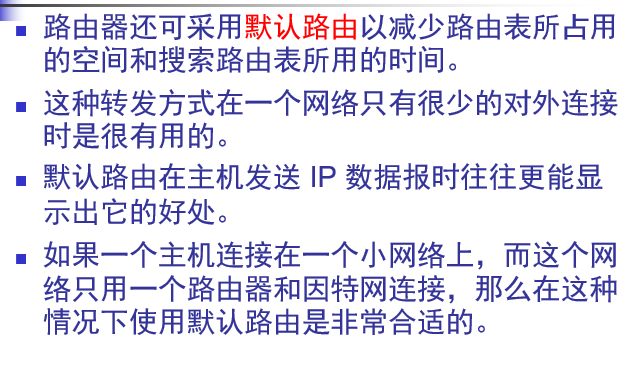 路由器还可采用默认路由以减少路由表所占用
的空间和搜索路由表所用的时间。
这种转发方式在一个网络只有很少的对外连接
时是很有用的。
默认路由在主机发送 IP 数据报时往往更能显
示出它的好处。
如果一个主机连接在一个小网络上，而这个网
络只用一个路由器和因特网连接，那么在这种
情况下使用默认路由是非常合适的。